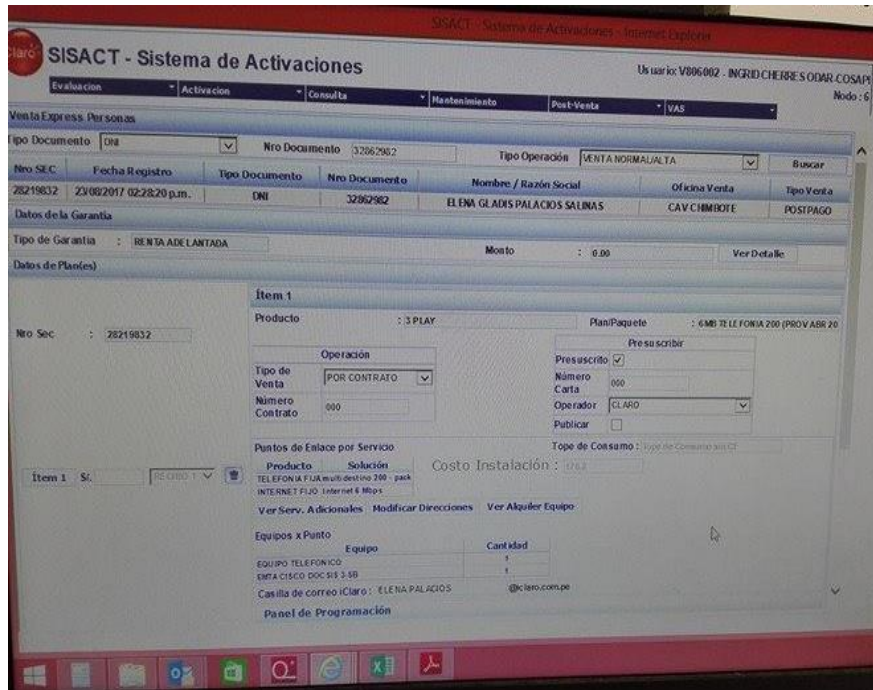 SISACT - Sistema de Activaciones - Internet Explorer
Claro
SISACT - Sistema de Activaciones
Usuario: V806002 - INGRID CHERRES ODAR-COSAPI
Nodo : 6
Evaluacion Activacion Consulta Mantenimiento Post-Venta VAS
Venta Express Personas
Tipo Documento DNI Nro Documento 32862982 Tipo Operación VENTA NORMAL/ALTA Buscar
Nro SEC Fecha Registro Tipo Documento Nro Documento Nombre / Razón Social Oficina Venta Tipo Venta
28219832 23/08/2017 02:28:20 p.m. DNI 32862982 ELENA GLADIS PALACIOS SALINAS CAV CHIMBOTE POSTPAGO
Datos de la Garantia
Tipo de Garantia : RENTA ADELANTADA Monto : 0.00 Ver Detalle
Datos de Plan(es)
Ítem 1
Producto : 3 PLAY Plan/Paquete : 6MB TELEFONIA 200 (PROV ABR 20
Nro Sec : 28219832
Operación Presuscribir
Presuscrito
Tipo de Venta POR CONTRATO
Número Carta 000
Número Contrato 000
Operador CLARO
Publicar
Puntos de Enlace por Servicio Tope de Consumo :
Producto Solución Costo Instalación :
Ítem 1 S/. RECIBO 1
TELEFONIA FIJA multidestino 200 - pack
INTERNET FIJO Internet 6 Mbps
Ver Serv. Adicionales Modificar Direcciones Ver Alquiler Equipo
Equipos x Punto
Equipo Cantidad
EQUIPO TELEFONICO 1
EMTA CISCO DOCSIS 3-SB 1
Casilla de correo iClaro : ELENA.PALACIOS @iclaro.com.pe
Panel de Programación